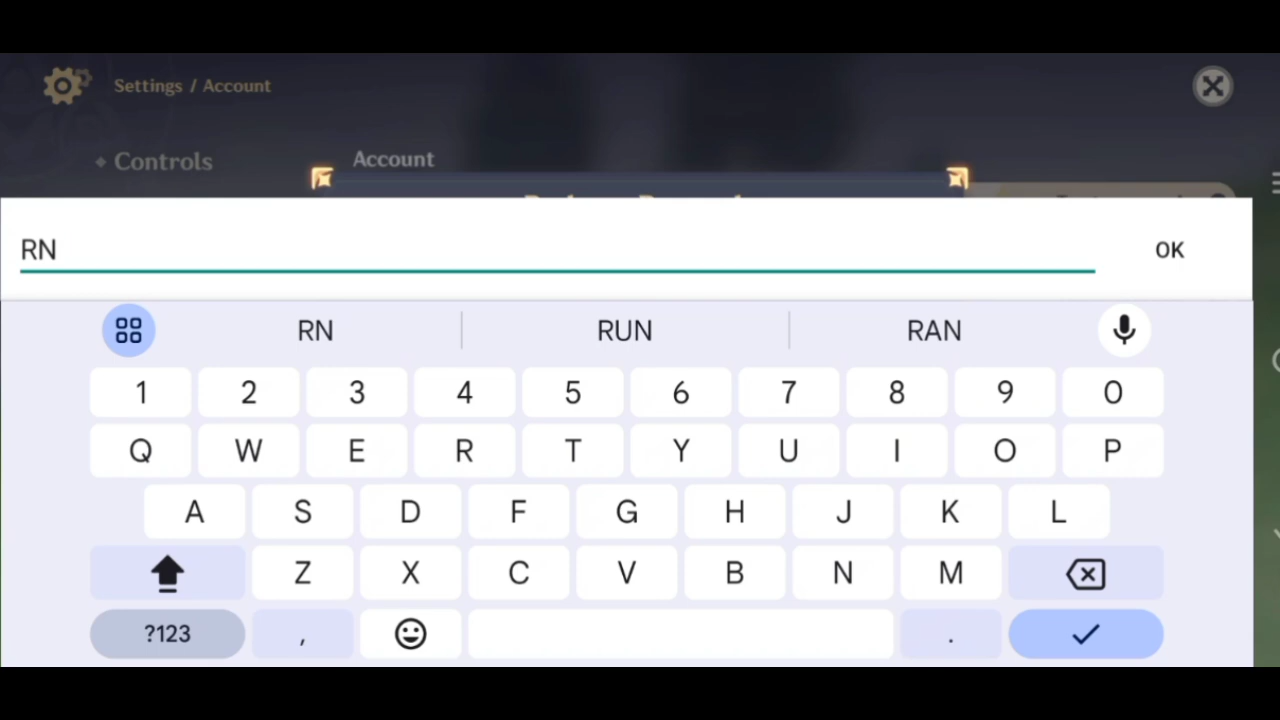 Settings / Account
Controls
Account
RN
OK
RN RUN RAN
1 2 3 4 5 6 7 8 9 0
Q W E R T Y U I O P
A S D F G H J K L
Z X C V B N M
?123 , .